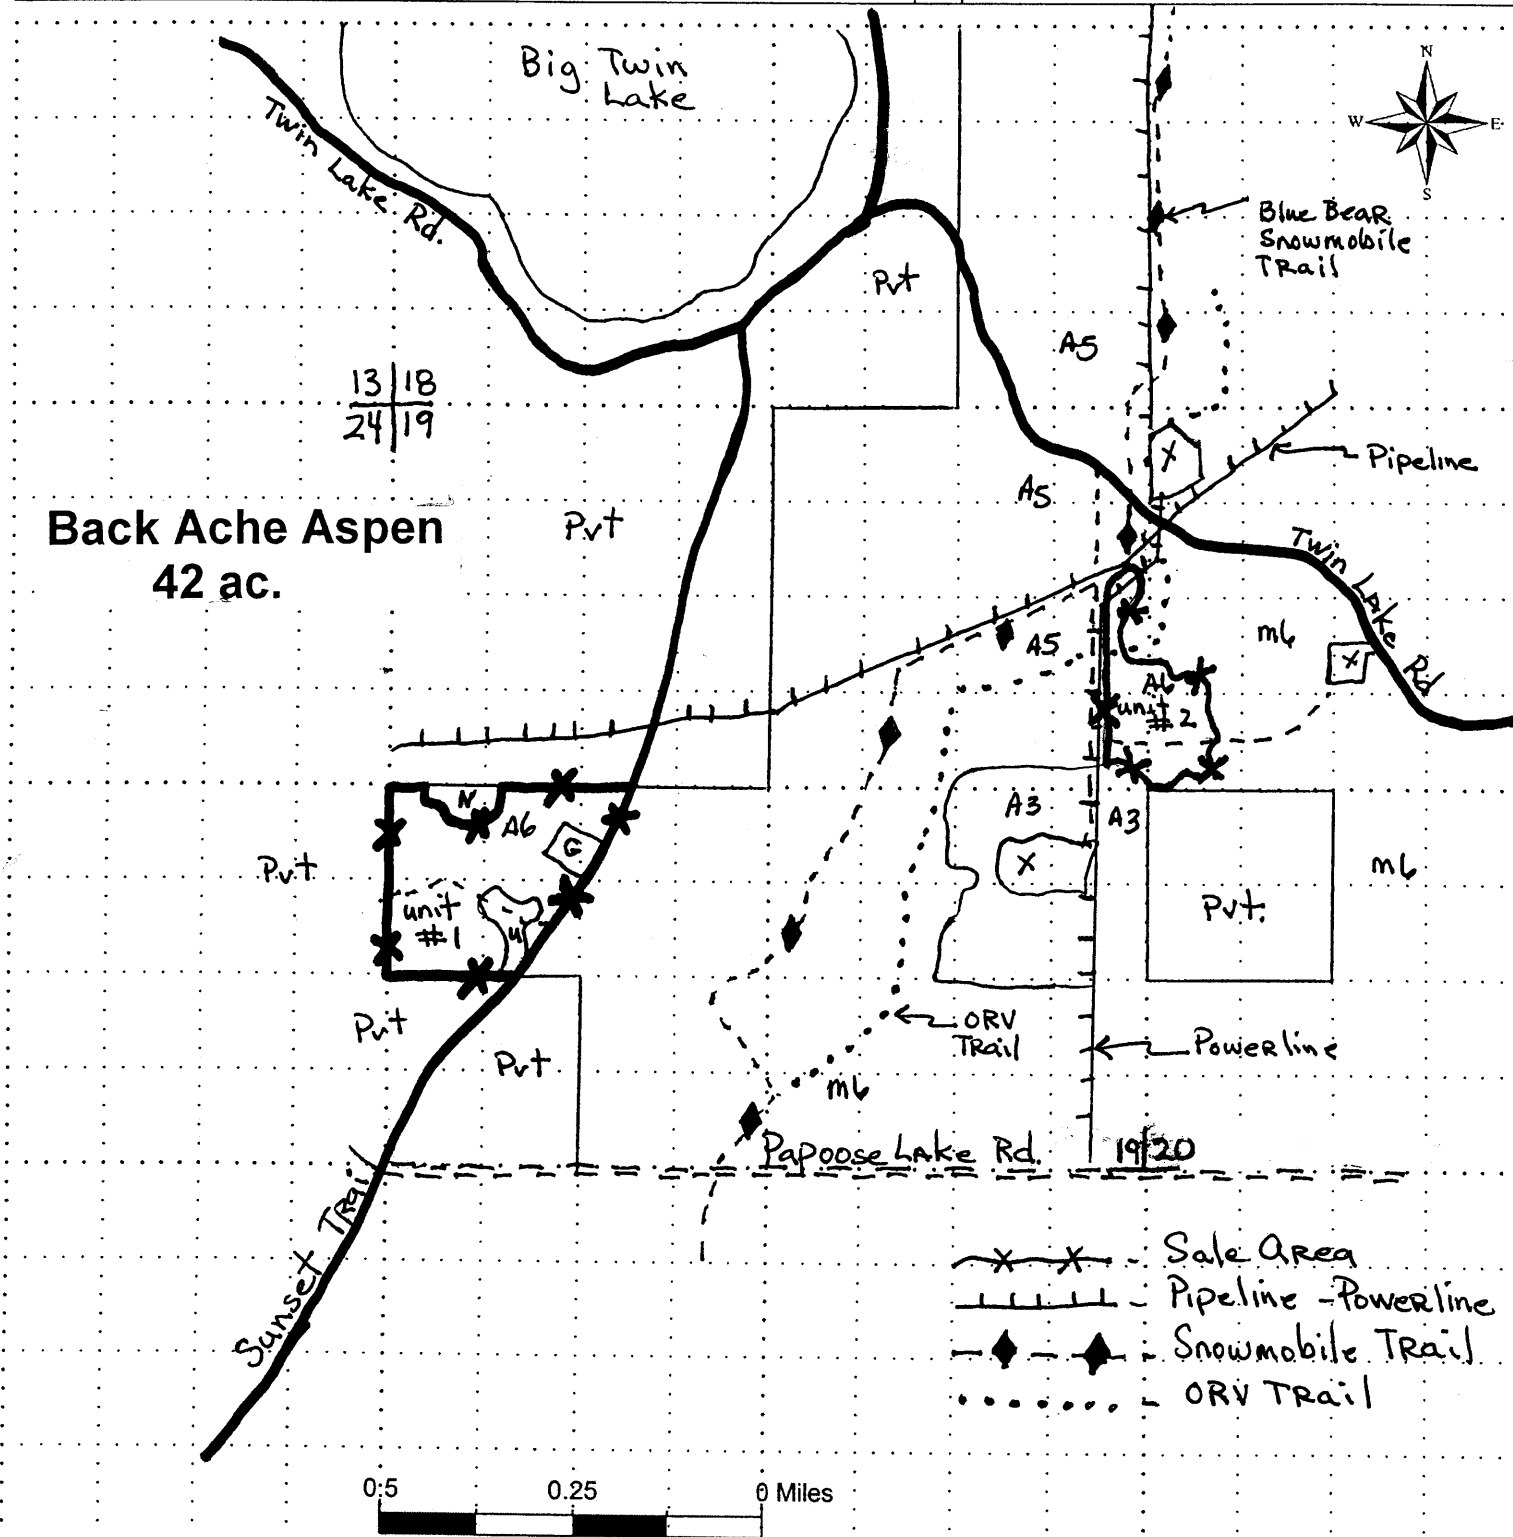 Big Twin
Lake
N
W
E
S
Twin Lake Rd.
Blue Bear
Snowmobile
Trail
Pvt
A5
13 18
24 19
Pipeline
A5
X
Back Ache Aspen
42 ac.
Pvt
Twin Lake Rd
m6
X
A5
A6
unit
#2
N
A6
G
A3
A3
X
Pvt
m6
unit
#1
U
Pvt.
Pvt
ORV
Trail
Powerline
Pvt
m6
Papoose Lake Rd.
19 20
Sunset Trail
Sale Area
Pipeline - Powerline
Snowmobile Trail
ORV Trail
0.5 0.25 0 Miles